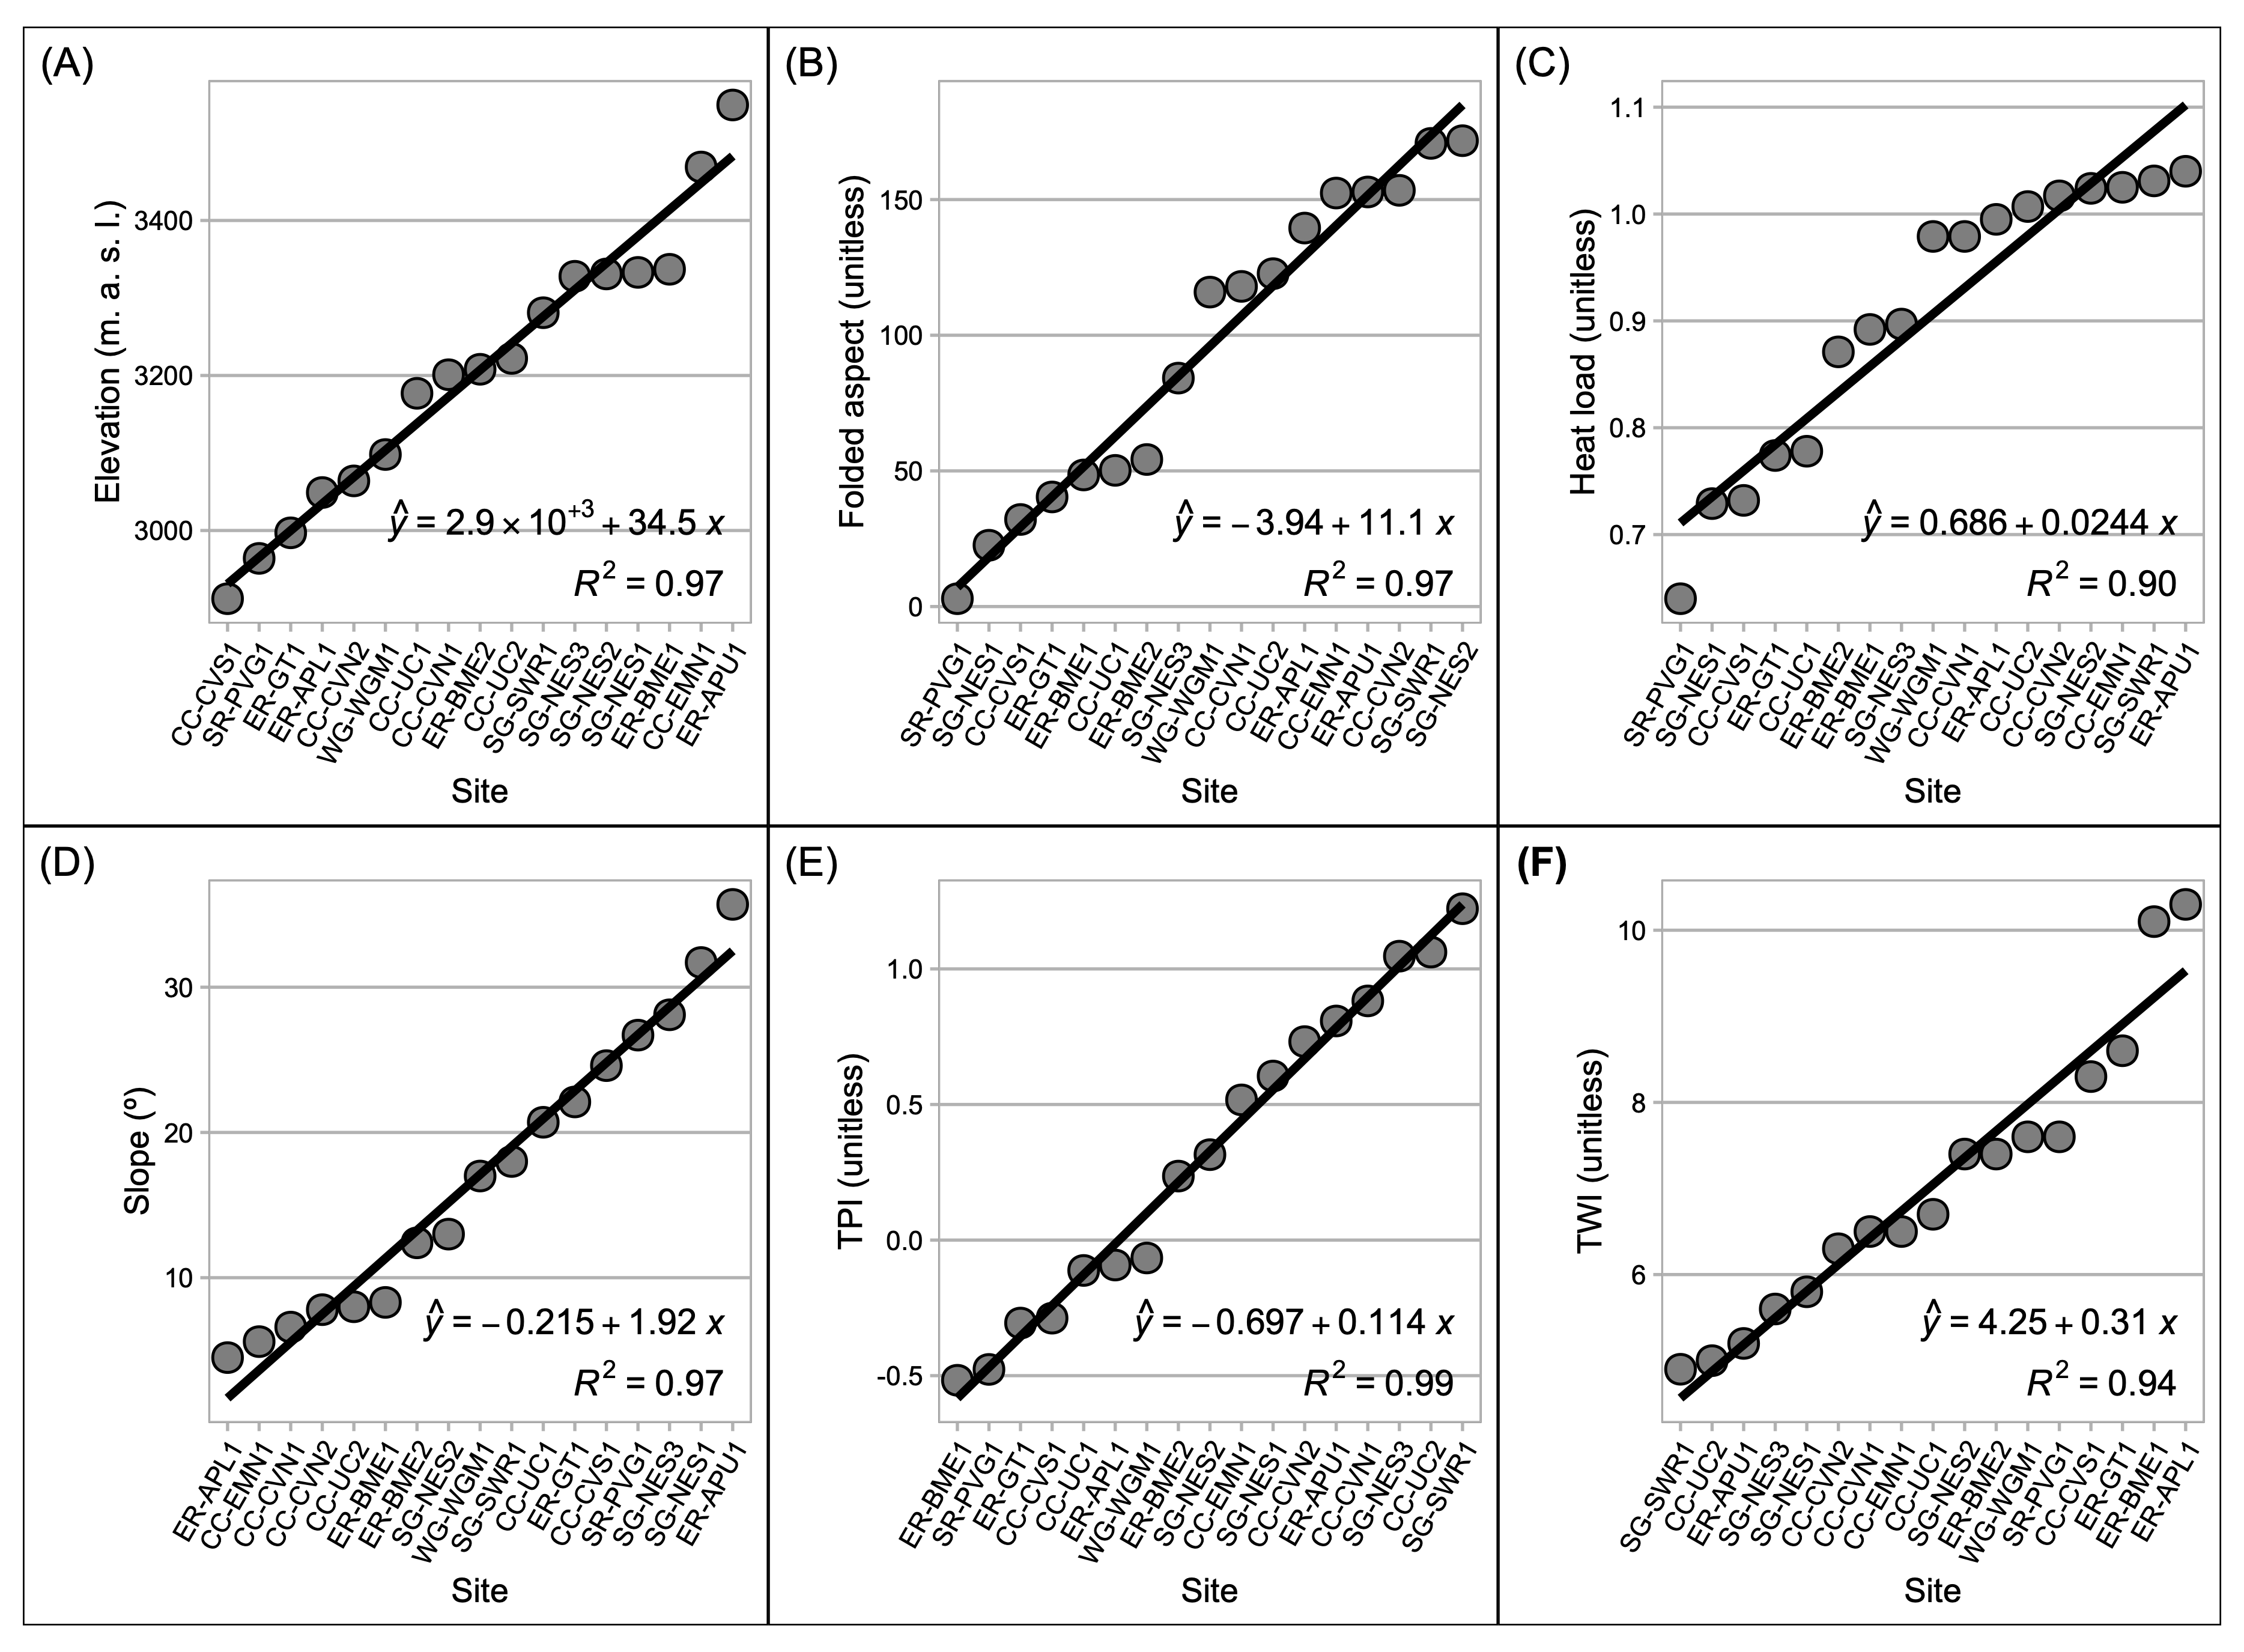 (A)
Elevation (m. a. s. l.)
3400
3200
3000
ŷ = 2.9 × 10⁺³ + 34.5 x
R² = 0.97
CC-CVS1
SR-PVG1
ER-GT1
ER-APL1
CC-CVN2
WG-WGM1
CC-UC1
CC-CVN1
ER-BME2
CC-UC2
SG-SWR1
SG-NES3
SG-NES2
SG-NES1
ER-BME1
CC-EMN1
ER-APU1
Site
(B)
Folded aspect (unitless)
150
100
50
0
ŷ = − 3.94 + 11.1 x
R² = 0.97
SR-PVG1
SG-NES1
CC-CVS1
ER-GT1
ER-BME1
CC-UC1
ER-BME2
SG-NES3
WG-WGM1
CC-CVN1
CC-UC2
ER-APL1
CC-EMN1
ER-APU1
CC-CVN2
SG-SWR1
SG-NES2
Site
(C)
Heat load (unitless)
1.1
1.0
0.9
0.8
0.7
ŷ = 0.686 + 0.0244 x
R² = 0.90
SR-PVG1
SG-NES1
CC-CVS1
ER-GT1
CC-UC1
ER-BME2
ER-BME1
SG-NES3
WG-WGM1
CC-CVN1
ER-APL1
CC-UC2
CC-CVN2
SG-NES2
CC-EMN1
SG-SWR1
ER-APU1
Site
(D)
Slope (º)
30
20
10
ŷ = − 0.215 + 1.92 x
R² = 0.97
ER-APL1
CC-EMN1
CC-CVN1
CC-CVN2
CC-UC2
ER-BME1
ER-BME2
SG-NES2
WG-WGM1
SG-SWR1
CC-UC1
ER-GT1
CC-CVS1
SR-PVG1
SG-NES3
SG-NES1
ER-APU1
Site
(E)
TPI (unitless)
1.0
0.5
0.0
-0.5
ŷ = − 0.697 + 0.114 x
R² = 0.99
ER-BME1
SR-PVG1
ER-GT1
CC-CVS1
CC-UC1
ER-APL1
WG-WGM1
ER-BME2
SG-NES2
CC-EMN1
SG-NES1
CC-CVN2
ER-APU1
CC-CVN1
SG-NES3
CC-UC2
SG-SWR1
Site
(F)
TWI (unitless)
10
8
6
ŷ = 4.25 + 0.31 x
R² = 0.94
SG-SWR1
CC-UC2
ER-APU1
SG-NES3
SG-NES1
CC-CVN2
CC-CVN1
CC-EMN1
CC-UC1
SG-NES2
ER-BME2
WG-WGM1
SR-PVG1
CC-CVS1
ER-GT1
ER-BME1
ER-APL1
Site